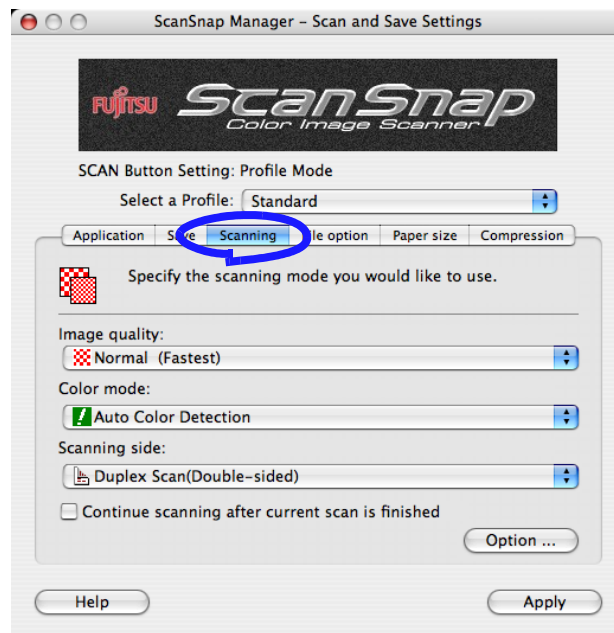 ScanSnap Manager – Scan and Save Settings
FUJITSU ScanSnap
Color Image Scanner
SCAN Button Setting: Profile Mode
Select a Profile: Standard
Application Save Scanning File option Paper size Compression
Specify the scanning mode you would like to use.
Image quality:
Normal (Fastest)
Color mode:
Auto Color Detection
Scanning side:
Duplex Scan(Double-sided)
Continue scanning after current scan is finished
Option ...
Help Apply